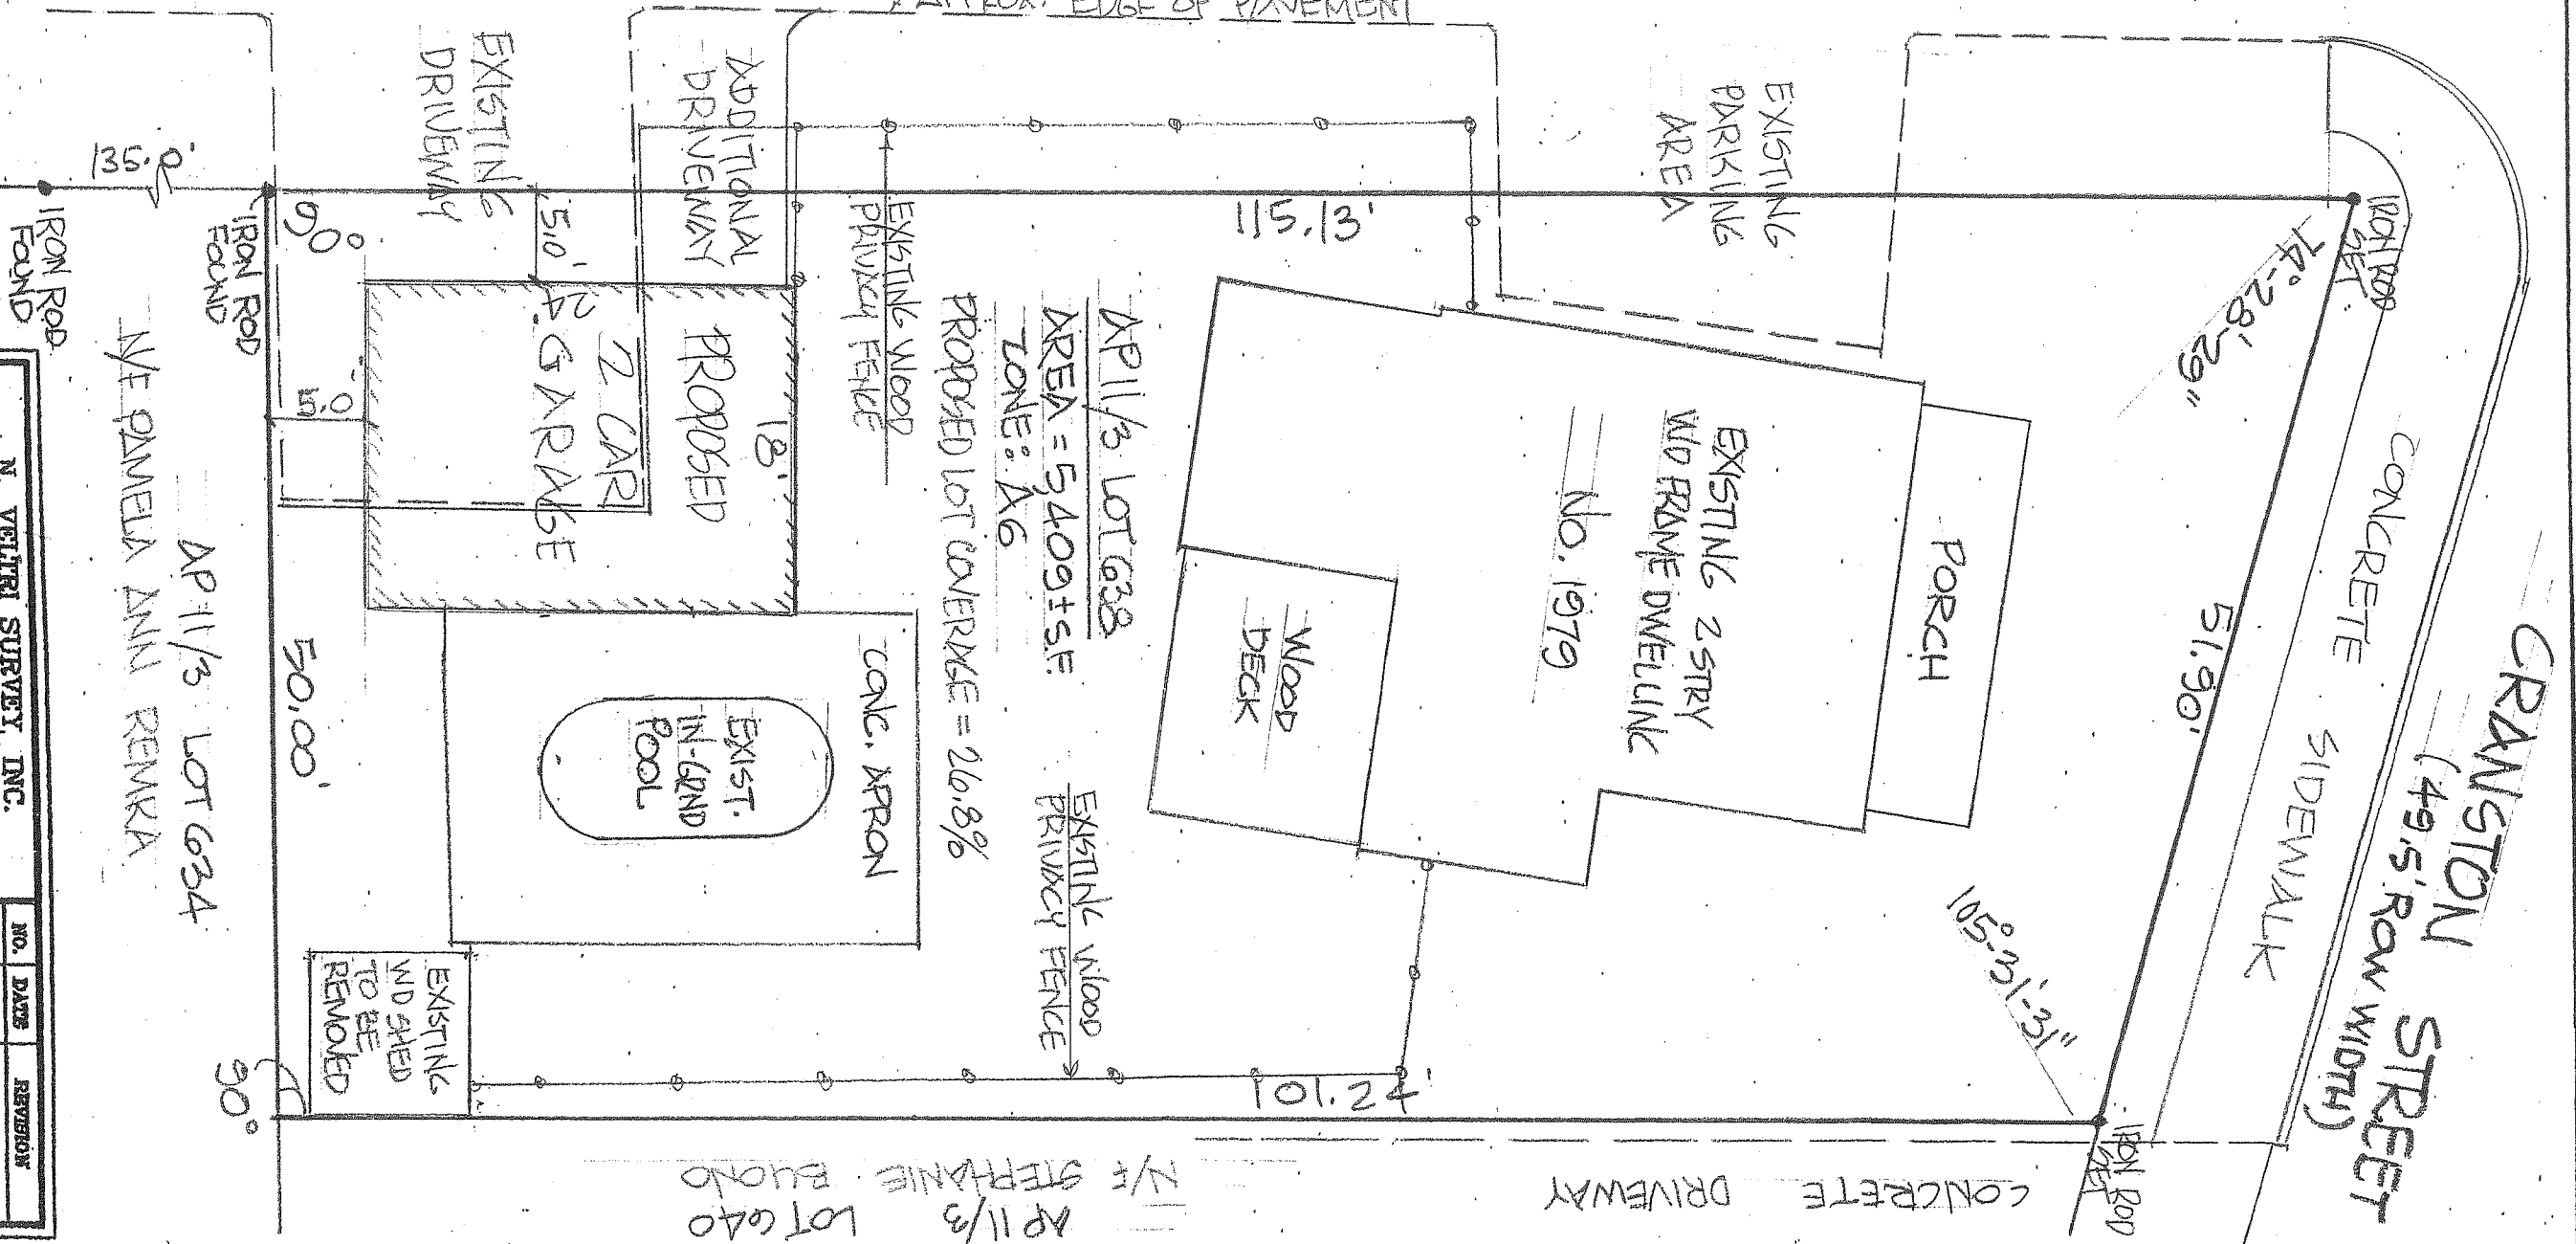 APPROX. EDGE OF PAVEMENT
CRANSTON STREET
(49.5' ROW WIDTH)
CONCRETE SIDEWALK
IRON ROD
SET
74°-28'-29"
51.90'
105°-31'-31"
IRON ROD
SET
EXISTING
PARKING
AREA
115.13'
PORCH
EXISTING 2 STRY
WD FRAME DWELLING
No. 1979
WOOD
DECK
AP 11/3 LOT 638
AREA = 5,409± S.F.
ZONE: A6
PROPOSED LOT COVERAGE = 26.8%
EXISTING WOOD
PRIVACY FENCE
EXISTING WOOD
PRIVACY FENCE
101.24'
ADDITIONAL
DRIVEWAY
EXISTING
DRIVEWAY
5.0'
18'
PROPOSED
2 CAR
GARAGE
24'
5.0'
CONC. APRON
EXIST.
IN-GRND
POOL
EXISTING
WD SHED
TO BE
REMOVED
90°
50.00'
90°
135.0'
IRON ROD
FOUND
IRON ROD
FOUND
AP 11/3 LOT 634
N/F PAMELA ANN REMKA
CONCRETE DRIVEWAY
AP 11/3 LOT 640
N/F STEPHANIE BUONO
N. VELTRI SURVEY, INC.
NO. DATE REVISION